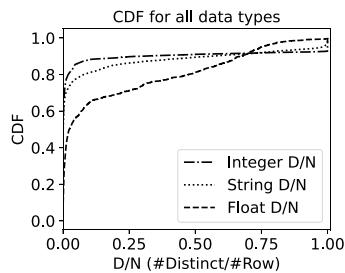 CDF for all data types
1.0
0.8
0.6
0.4
0.2
0.0
CDF
Integer D/N
String D/N
Float D/N
0.00 0.25 0.50 0.75 1.00
D/N (#Distinct/#Row)